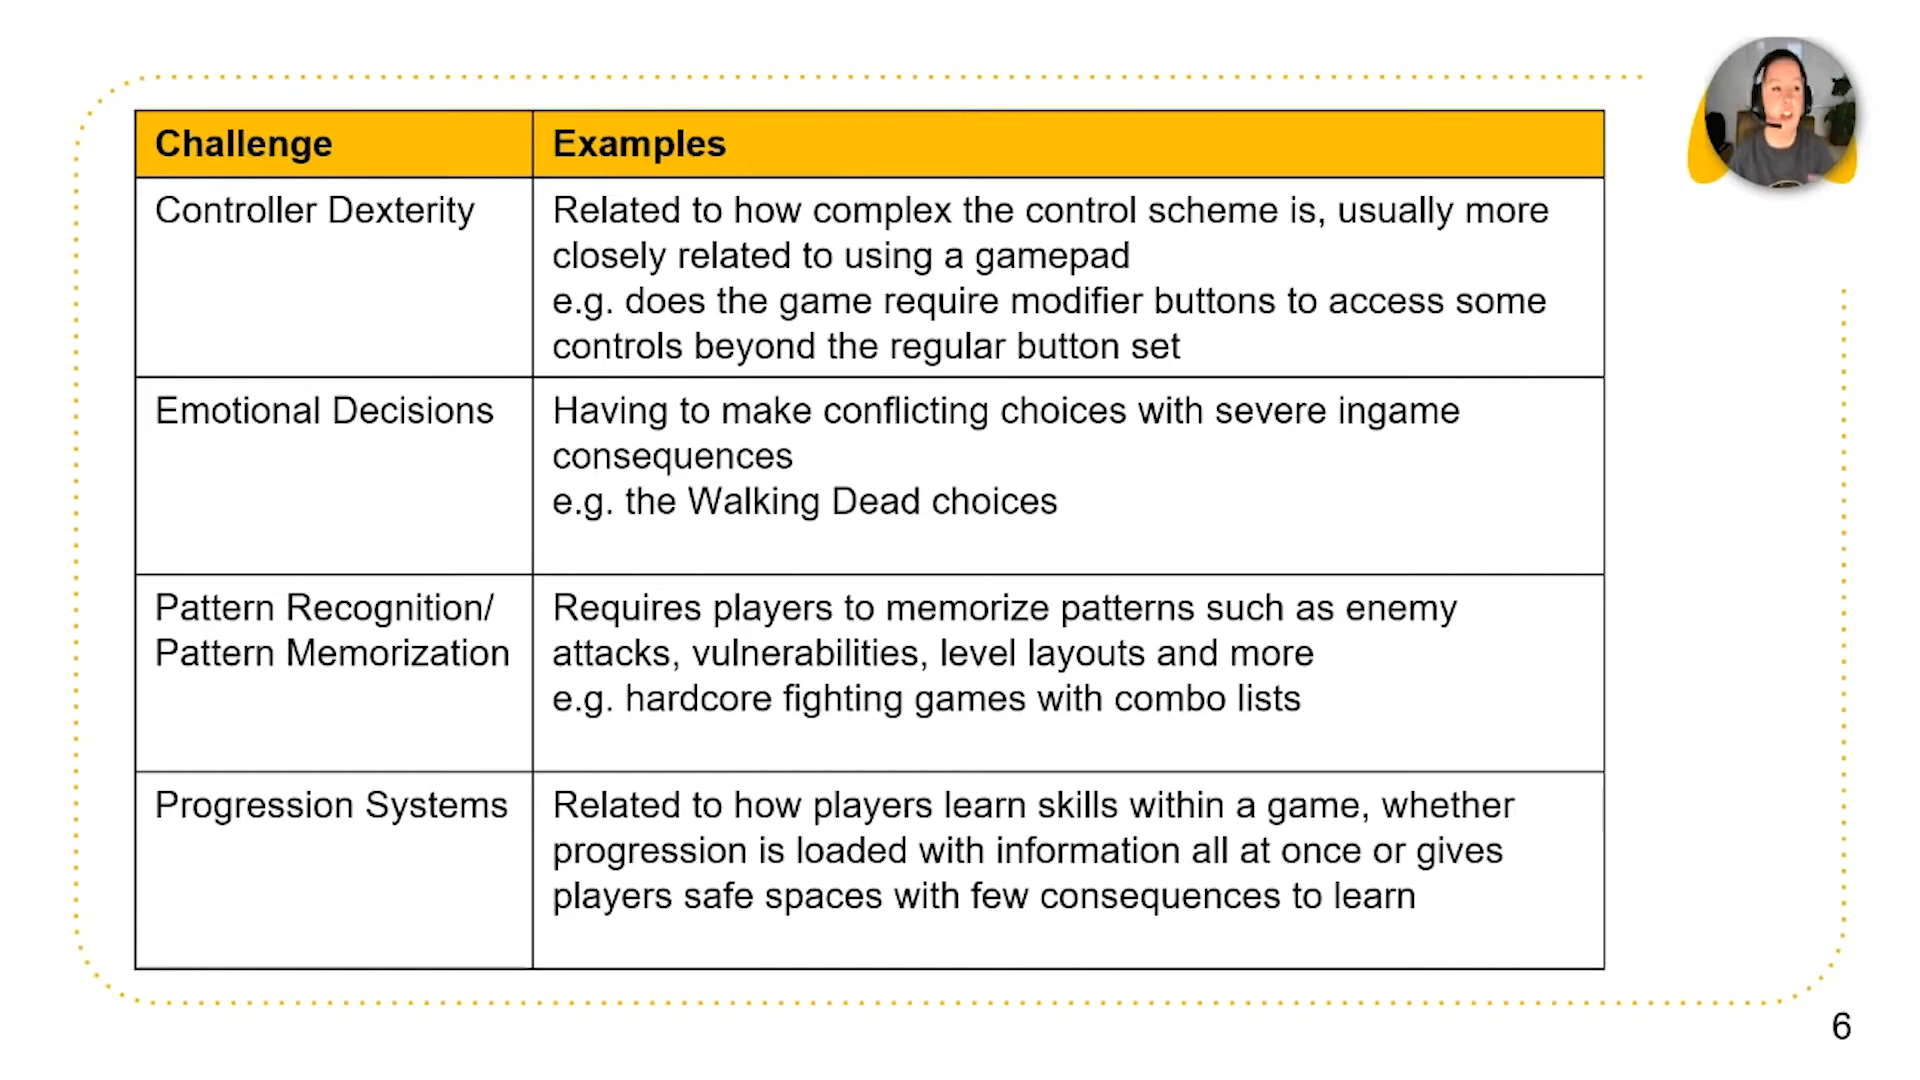 Challenge
Examples
Controller Dexterity
Related to how complex the control scheme is, usually more
closely related to using a gamepad
e.g. does the game require modifier buttons to access some
controls beyond the regular button set
Emotional Decisions
Having to make conflicting choices with severe ingame
consequences
e.g. the Walking Dead choices
Pattern Recognition/
Pattern Memorization
Requires players to memorize patterns such as enemy
attacks, vulnerabilities, level layouts and more
e.g. hardcore fighting games with combo lists
Progression Systems
Related to how players learn skills within a game, whether
progression is loaded with information all at once or gives
players safe spaces with few consequences to learn
6